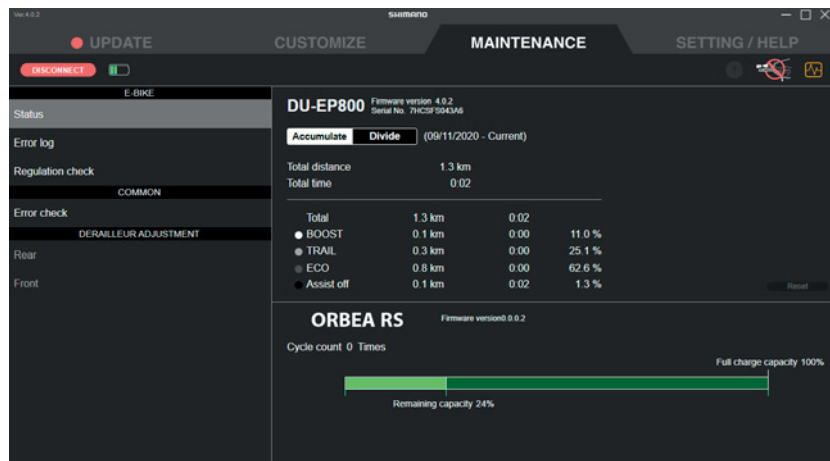 Ver.4.0.2
SHIMANO
UPDATE CUSTOMIZE MAINTENANCE SETTING / HELP
DISCONNECT
E-BIKE
Status
Error log
Regulation check
COMMON
Error check
DERAILLEUR ADJUSTMENT
Rear
Front
DU-EP800 Firmware version 4.0.2
Serial No. 7HCSFS043A6
Accumulate Divide (09/11/2020 - Current)
Total distance 1.3 km
Total time 0:02
Total 1.3 km 0:02
BOOST 0.1 km 0:00 11.0 %
TRAIL 0.3 km 0:00 25.1 %
ECO 0.8 km 0:00 62.6 %
Assist off 0.1 km 0:02 1.3 %
Reset
ORBEA RS Firmware version0.0.0.2
Cycle count 0 Times
Full charge capacity 100%
Remaining capacity 24%